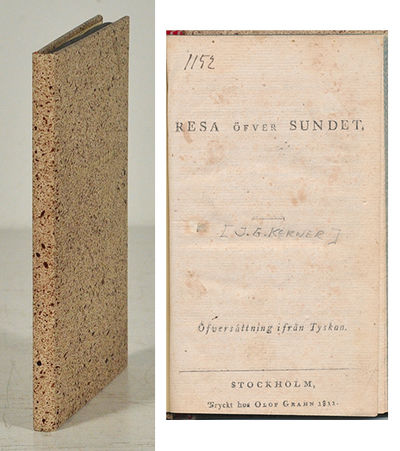 1152
RESA ÖFVER SUNDET,
[J. G. KERNER]
Öfversättning ifrån Tyskan.
STOCKHOLM,
Tryckt hos OLOF GRAHN 1811.